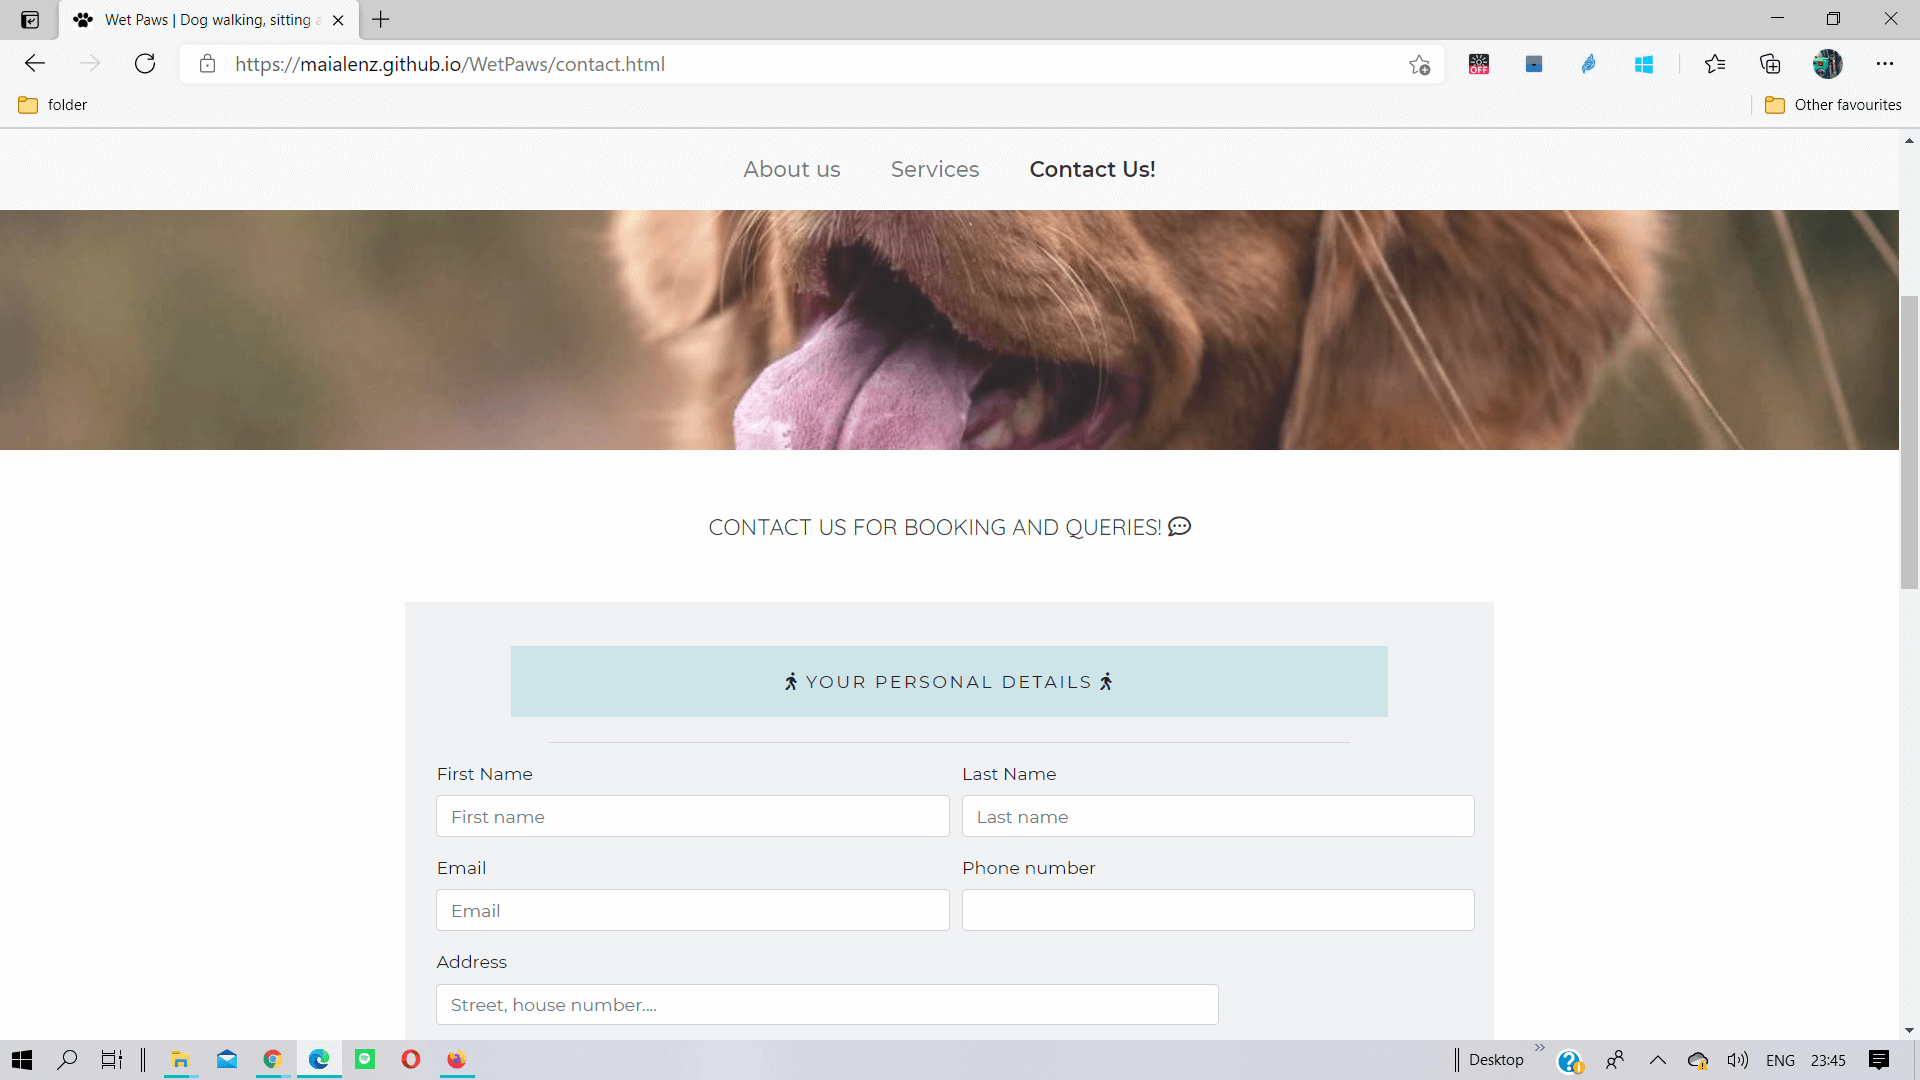 Wet Paws | Dog walking, sitting a
https://maialenz.github.io/WetPaws/contact.html
OFF
folder
Other favourites
About us Services Contact Us!
CONTACT US FOR BOOKING AND QUERIES!
YOUR PERSONAL DETAILS
First Name Last Name
First name Last name
Email Phone number
Email
Address
Street, house number....
Desktop ENG 23:45